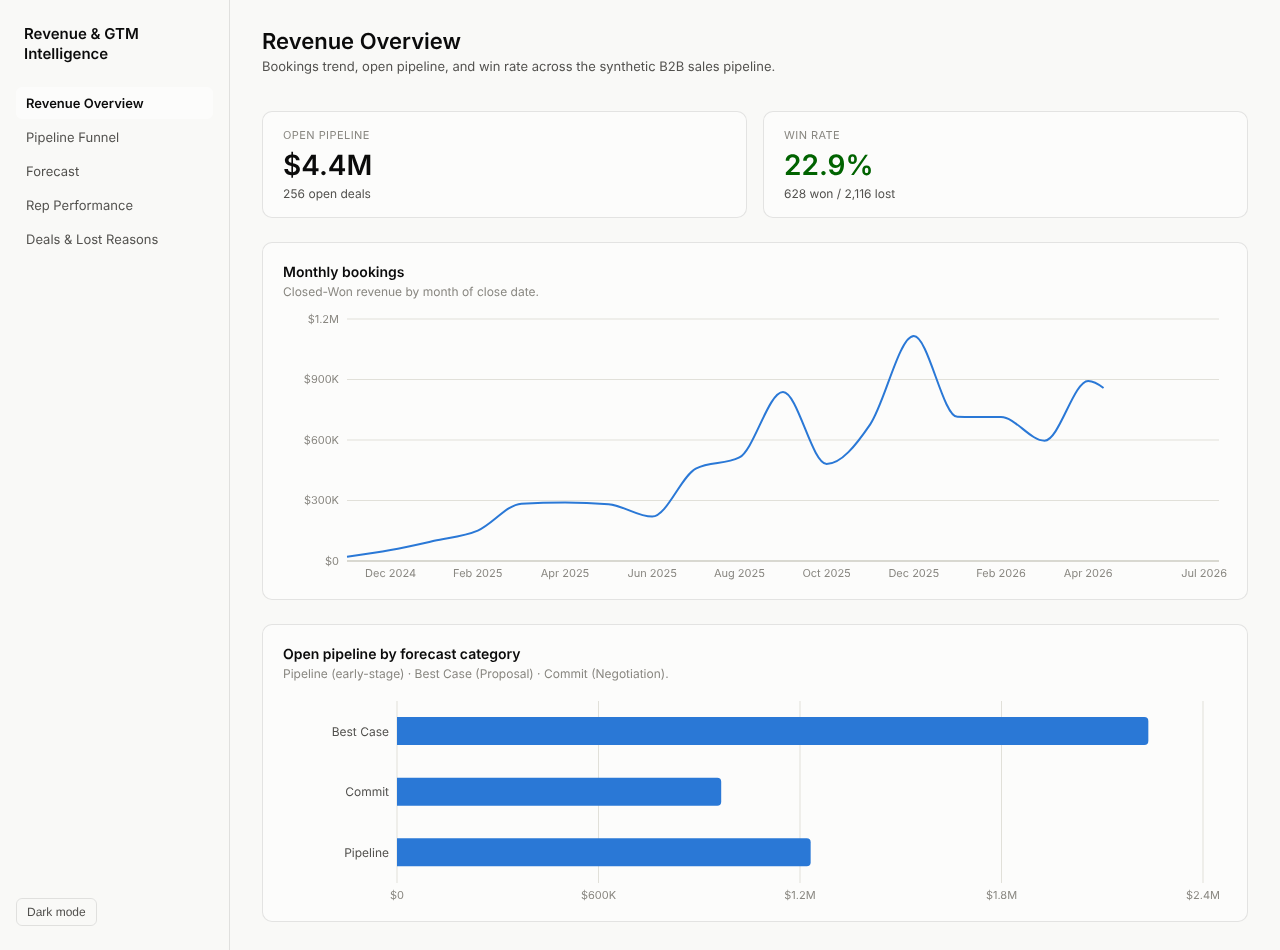 Revenue & GTM
Intelligence
Revenue Overview
Pipeline Funnel
Forecast
Rep Performance
Deals & Lost Reasons
Dark mode
Revenue Overview
Bookings trend, open pipeline, and win rate across the synthetic B2B sales pipeline.
OPEN PIPELINE
$4.4M
256 open deals
WIN RATE
22.9%
628 won / 2,116 lost
Monthly bookings
Closed-Won revenue by month of close date.
$1.2M
$900K
$600K
$300K
$0
Dec 2024 Feb 2025 Apr 2025 Jun 2025 Aug 2025 Oct 2025 Dec 2025 Feb 2026 Apr 2026 Jul 2026
Open pipeline by forecast category
Pipeline (early-stage) · Best Case (Proposal) · Commit (Negotiation).
Best Case
Commit
Pipeline
$0 $600K $1.2M $1.8M $2.4M